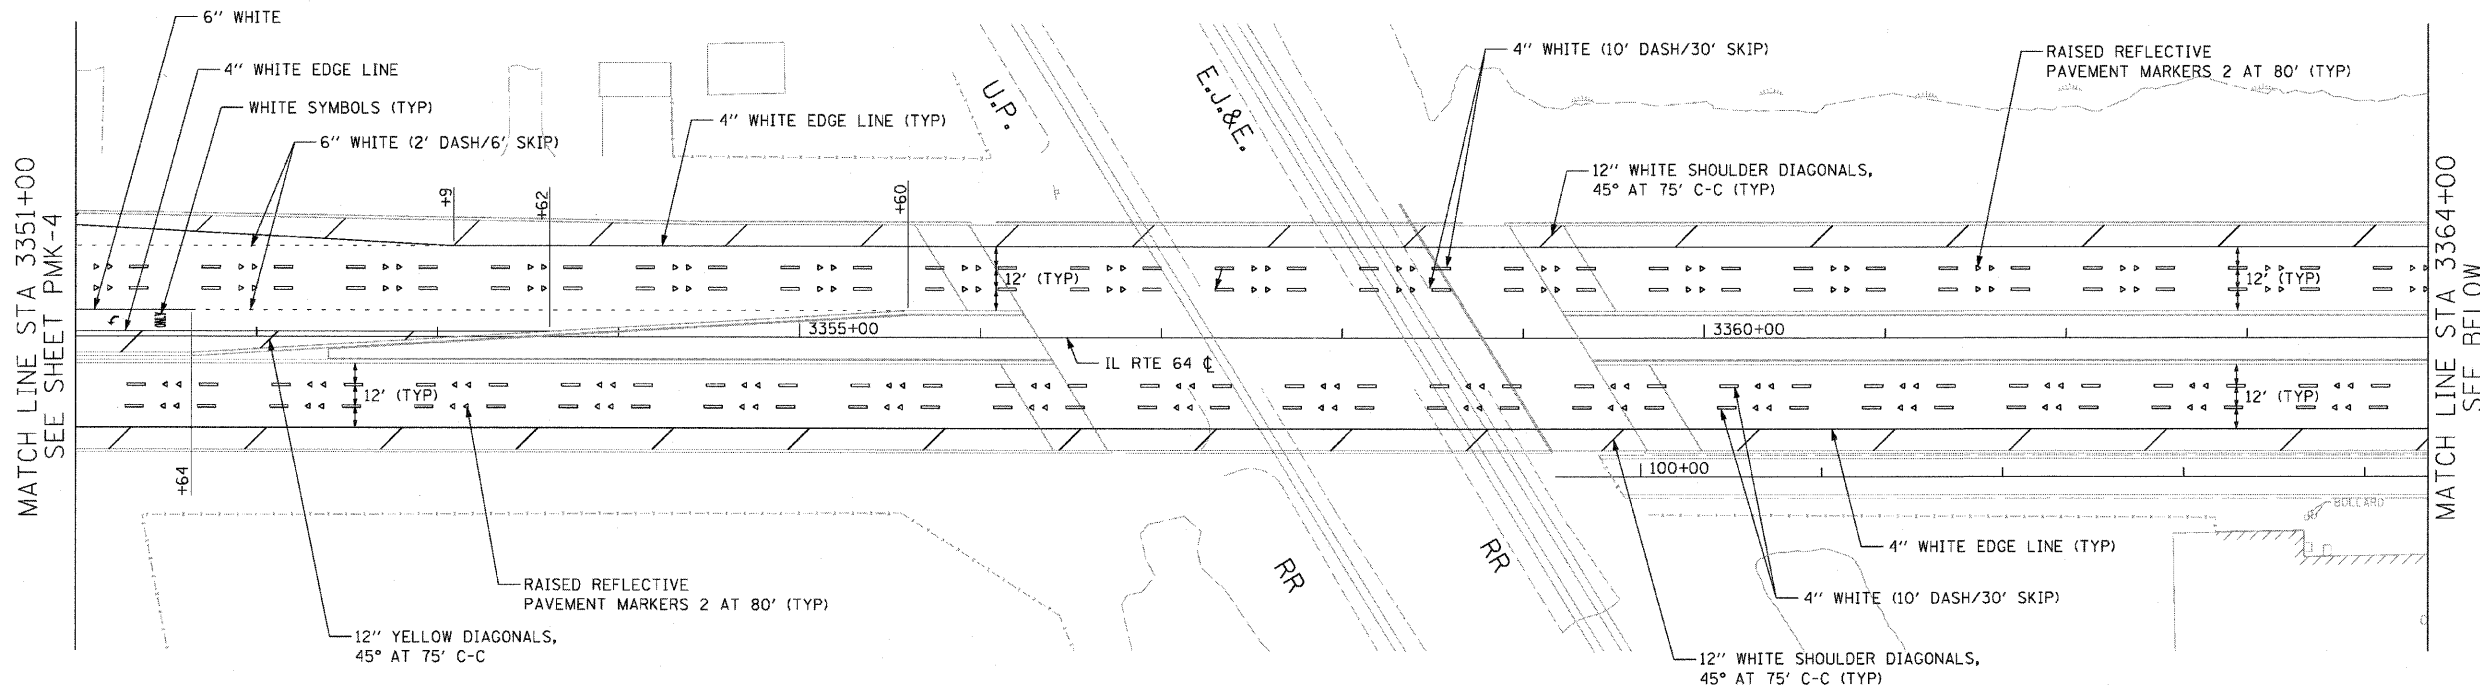 6" WHITE
4" WHITE EDGE LINE
WHITE SYMBOLS (TYP)
6" WHITE (2' DASH/6' SKIP)
4" WHITE EDGE LINE (TYP)
U.P.
E.J.&E.
4" WHITE (10' DASH/30' SKIP)
RAISED REFLECTIVE
PAVEMENT MARKERS 2 AT 80' (TYP)
12" WHITE SHOULDER DIAGONALS,
45° AT 75' C-C (TYP)
MATCH LINE STA 3351+00
SEE SHEET PMK-4
+9
+62
+60
12' (TYP)
12' (TYP)
ONLY
3355+00
3360+00
IL RTE 64 ℄
12' (TYP)
12' (TYP)
+64
100+00
BOLLARD
RAISED REFLECTIVE
PAVEMENT MARKERS 2 AT 80' (TYP)
12" YELLOW DIAGONALS,
45° AT 75' C-C
RR
RR
4" WHITE EDGE LINE (TYP)
4" WHITE (10' DASH/30' SKIP)
12" WHITE SHOULDER DIAGONALS,
45° AT 75' C-C (TYP)
MATCH LINE STA 3364+00
SEE BELOW